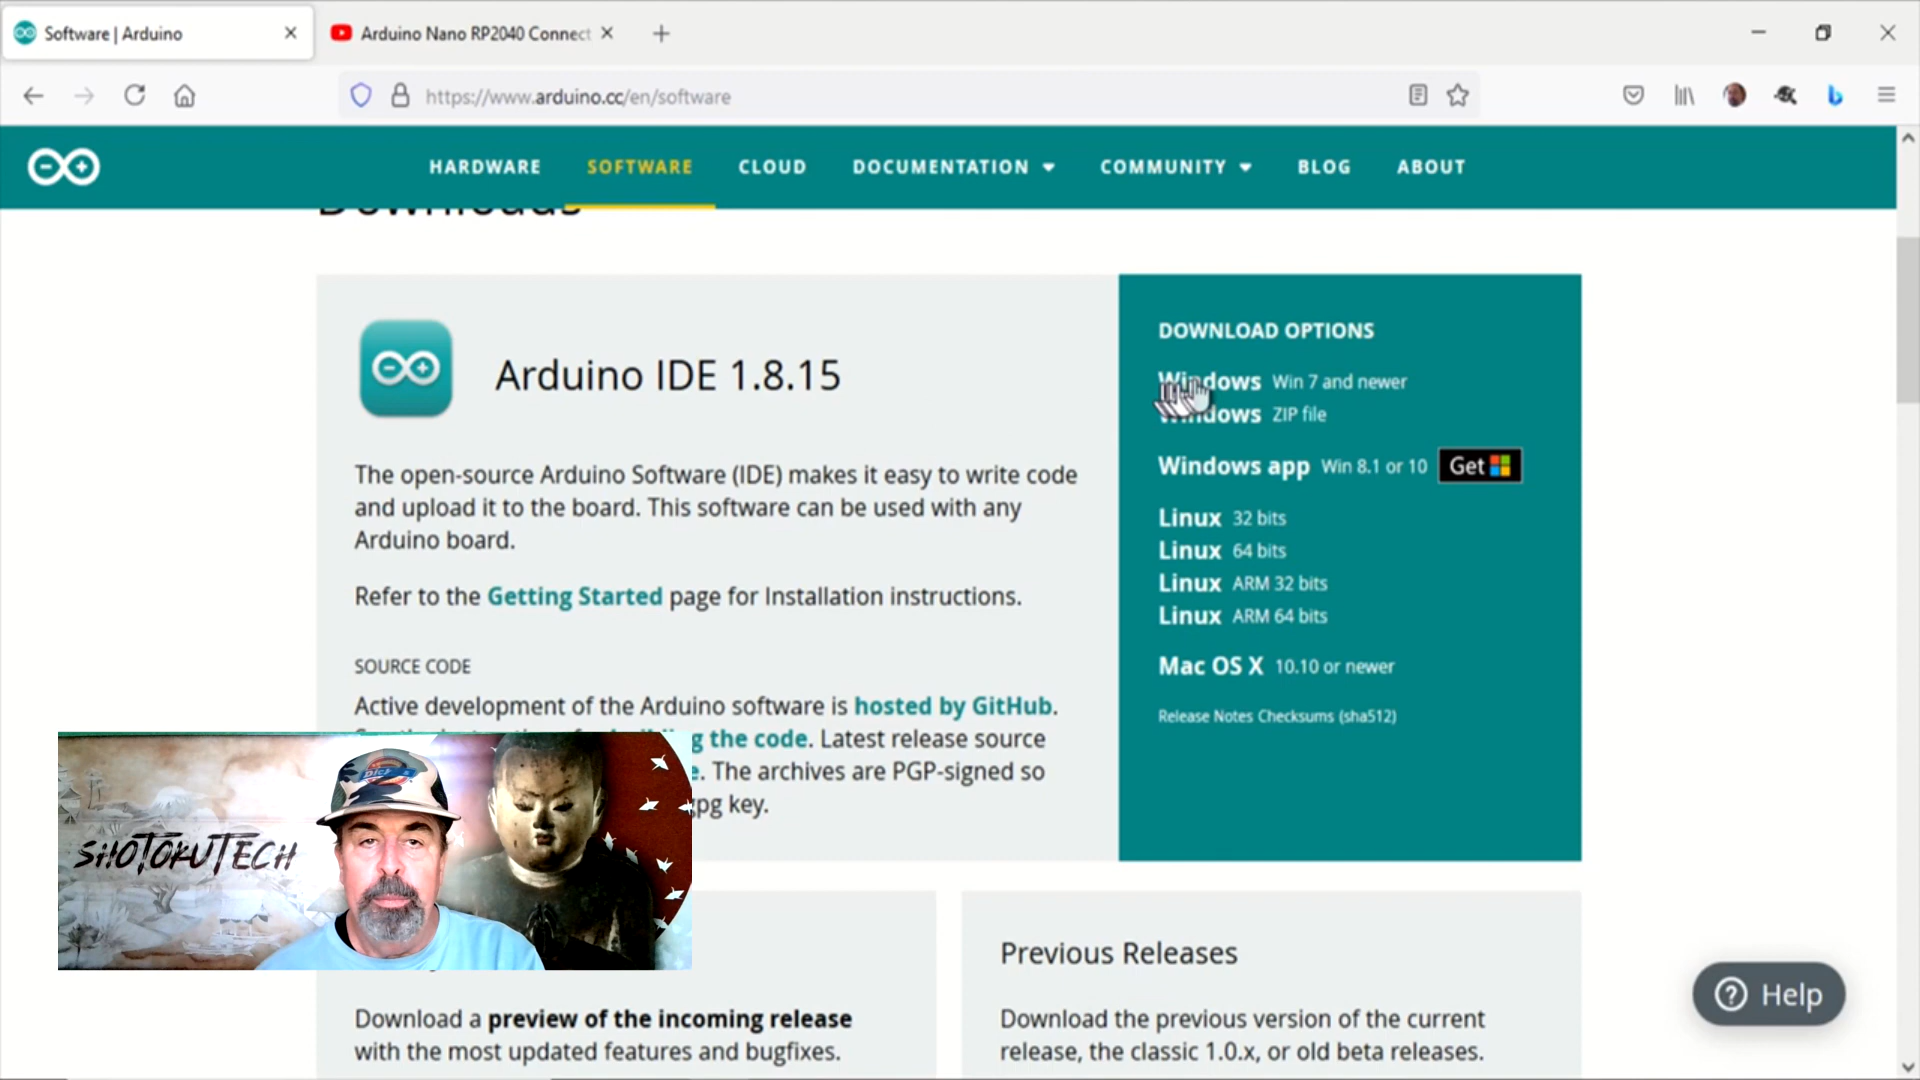 Software | Arduino
Arduino Nano RP2040 Connect
https://www.arduino.cc/en/software
HARDWARE SOFTWARE CLOUD DOCUMENTATION COMMUNITY BLOG ABOUT
Downloads
Arduino IDE 1.8.15
The open-source Arduino Software (IDE) makes it easy to write code
and upload it to the board. This software can be used with any
Arduino board.
Refer to the Getting Started page for Installation instructions.
SOURCE CODE
Active development of the Arduino software is hosted by GitHub.
the code. Latest release source
The archives are PGP-signed so
key.
DOWNLOAD OPTIONS
Windows Win 7 and newer
Windows ZIP file
Windows app Win 8.1 or 10 Get
Linux 32 bits
Linux 64 bits
Linux ARM 32 bits
Linux ARM 64 bits
Mac OS X 10.10 or newer
Release Notes Checksums (sha512)
SHOTOKUTECH
Download a preview of the incoming release
with the most updated features and bugfixes.
Previous Releases
Download the previous version of the current
release, the classic 1.0.x, or old beta releases.
Help